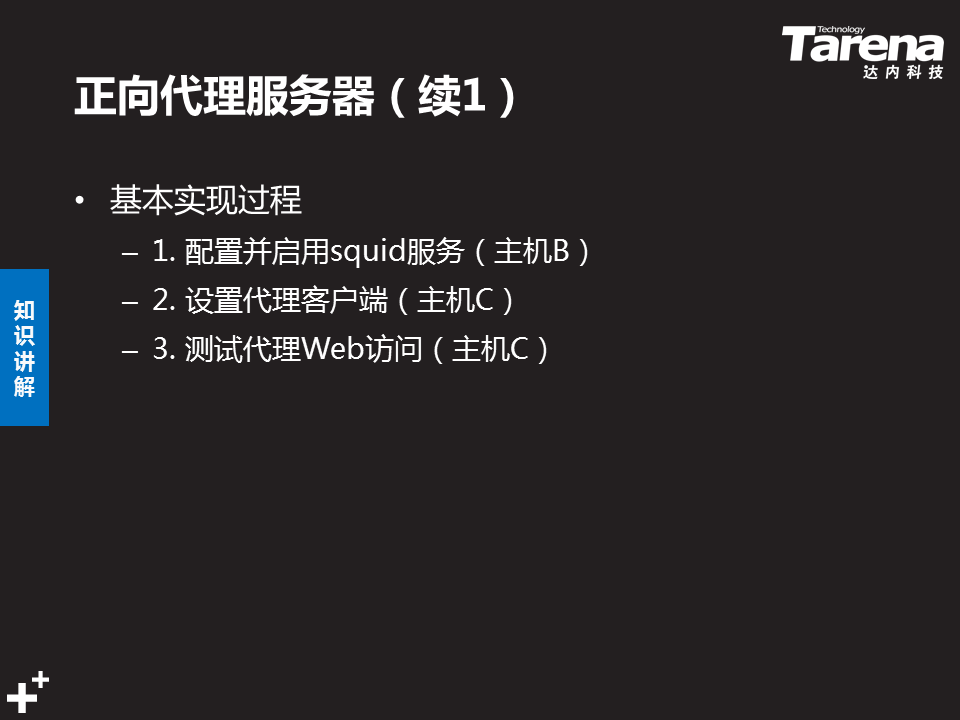 Technology
Tarena
达内科技
正向代理服务器（续1）
• 基本实现过程
– 1. 配置并启用squid服务（主机B）
– 2. 设置代理客户端（主机C）
– 3. 测试代理Web访问（主机C）
知
识
讲
解